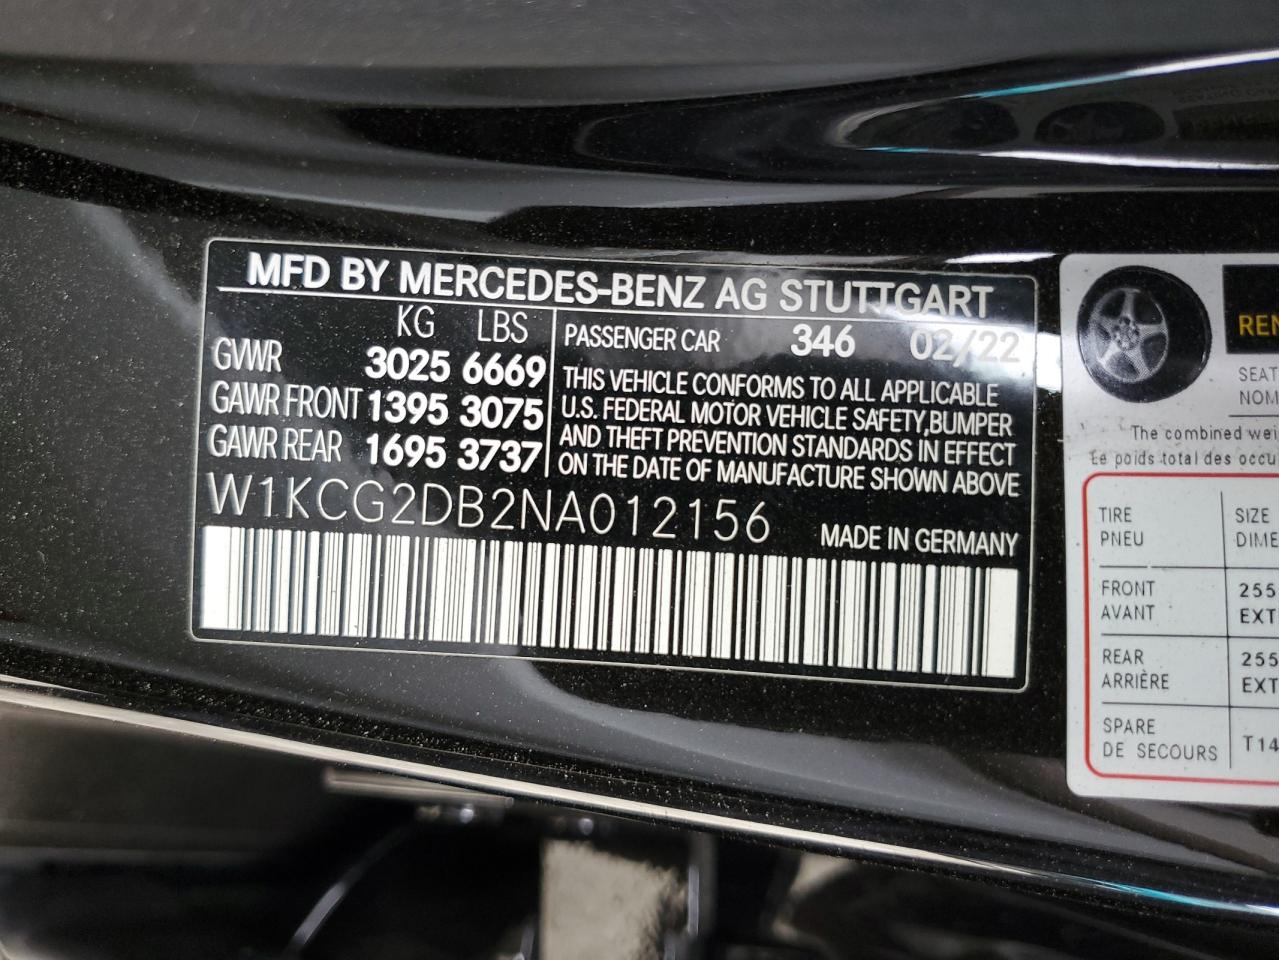 MFD BY MERCEDES-BENZ AG STUTTGART
KG LBS
GVWR 3025 6669
GAWR FRONT 1395 3075
GAWR REAR 1695 3737
PASSENGER CAR 346 02/22
THIS VEHICLE CONFORMS TO ALL APPLICABLE
U.S. FEDERAL MOTOR VEHICLE SAFETY,BUMPER
AND THEFT PREVENTION STANDARDS IN EFFECT
ON THE DATE OF MANUFACTURE SHOWN ABOVE
W1KCG2DB2NA012156
MADE IN GERMANY
SEAT
NOM
The combined wei
Le poids total des occu
TIRE SIZE
PNEU DIME
FRONT 255
AVANT EXT
REAR 255
ARRIÈRE EXT
SPARE
DE SECOURS T14